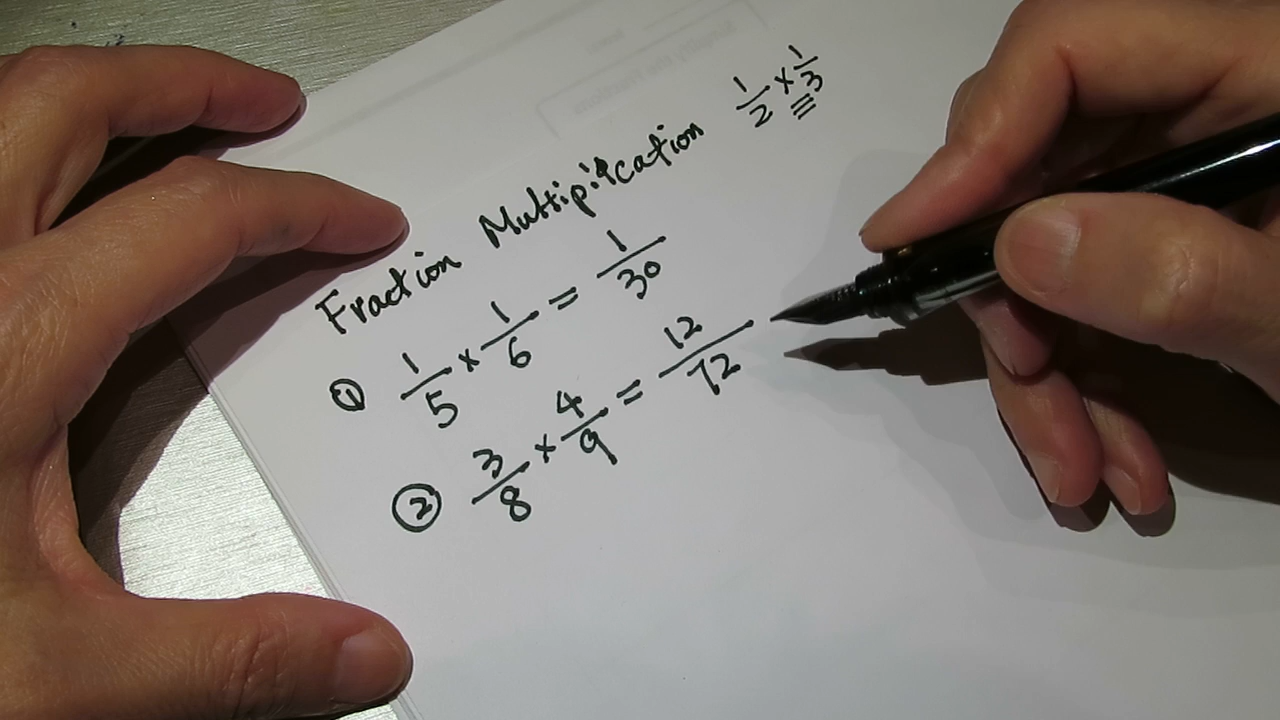 Fraction Multiplication 1/2 × 1/3 =
① 1/5 × 1/6 = 1/30
② 3/8 × 4/9 = 12/72